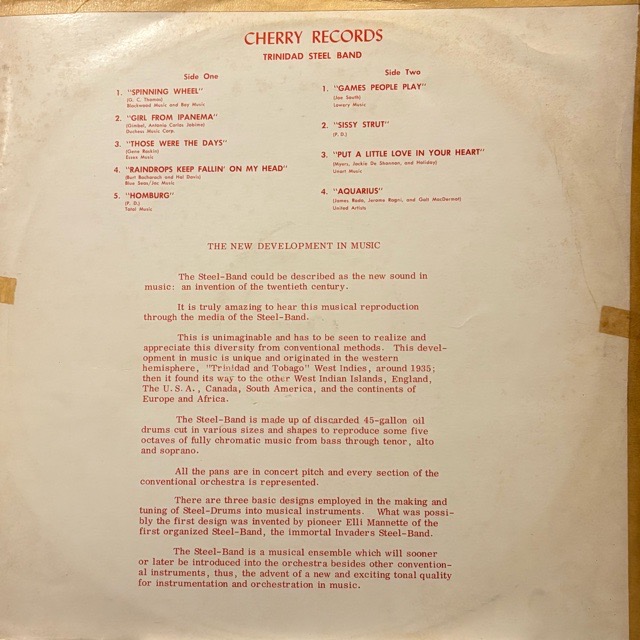 CHERRY RECORDS
TRINIDAD STEEL BAND
Side One
1. "SPINNING WHEEL"
(G. C. Thomas)
Blackwood Music and Bay Music
2. "GIRL FROM IPANEMA"
(Gimbel, Antonio Carlos Jobima)
Duchess Music Corp.
3. "THOSE WERE THE DAYS"
(Gene Raskin)
Essex Music
4. "RAINDROPS KEEP FALLIN' ON MY HEAD"
(Burt Bacharach and Hal Davis)
Blue Seas/Jac Music
5. "HOMBURG"
(P. D.)
Total Music
Side Two
1. "GAMES PEOPLE PLAY"
(Joe South)
Lowery Music
2. "SISSY STRUT"
(P. D.)
3. "PUT A LITTLE LOVE IN YOUR HEART"
(Myers, Jackie De Shannon, and Holiday)
Unart Music
4. "AQUARIUS"
(James Rado, Jerome Ragni, and Galt MacDermot)
United Artists
THE NEW DEVELOPMENT IN MUSIC
The Steel-Band could be described as the new sound in
music: an invention of the twentieth century.
It is truly amazing to hear this musical reproduction
through the media of the Steel-Band.
This is unimaginable and has to be seen to realize and
appreciate this diversity from conventional methods. This devel-
opment in music is unique and originated in the western
hemisphere, "Trinidad and Tobago" West Indies, around 1935;
then it found its way to the other West Indian Islands, England,
The U. S. A., Canada, South America, and the continents of
Europe and Africa.
The Steel-Band is made up of discarded 45-gallon oil
drums cut in various sizes and shapes to reproduce some five
octaves of fully chromatic music from bass through tenor, alto
and soprano.
All the pans are in concert pitch and every section of the
conventional orchestra is represented.
There are three basic designs employed in the making and
tuning of Steel-Drums into musical instruments. What was possi-
bly the first design was invented by pioneer Elli Mannette of the
first organized Steel-Band, the immortal Invaders Steel-Band.
The Steel-Band is a musical ensemble which will sooner
or later be introduced into the orchestra besides other convention-
al instruments, thus, the advent of a new and exciting tonal quality
for instrumentation and orchestration in music.